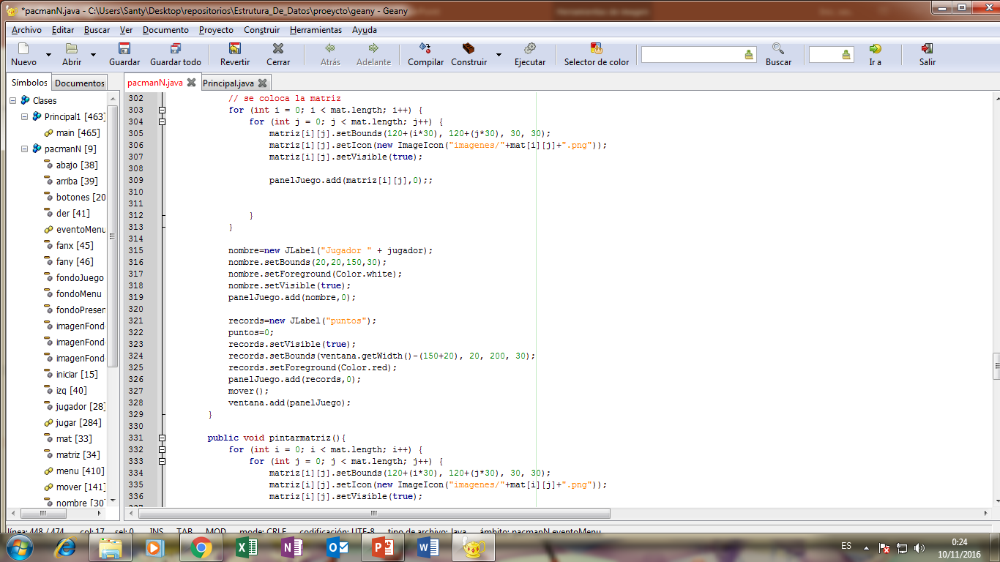 *pacmanN.java - C:\Users\Santy\Desktop\repositorios\Estrutura_De_Datos\proeycto\geany - Geany
Archivo Editar Buscar Ver Documento Proyecto Construir Herramientas Ayuda
Nuevo Abrir Guardar Guardar todo Revertir Cerrar Atrás Adelante Compilar Construir Ejecutar Selector de color Buscar Ir a Salir
Símbolos Documentos
pacmanN.java Principal.java
Clases
Principal1 [463]
main [465]
pacmanN [9]
abajo [38]
arriba [39]
botones [20
der [41]
eventoMenu
fanx [45]
fany [46]
fondoJuego
fondoMenu
fondoPresen
imagenFond
imagenFond
imagenFond
iniciar [15]
izq [40]
jugador [28]
jugar [284]
mat [33]
matriz [34]
menu [410]
mover [141]
nombre [30]
302 // se coloca la matriz
303 for (int i = 0; i < mat.length; i++) {
304 for (int j = 0; j < mat.length; j++) {
305 matriz[i][j].setBounds(120+(i*30), 120+(j*30), 30, 30);
306 matriz[i][j].setIcon(new ImageIcon("imagenes/"+mat[i][j]+".png"));
307 matriz[i][j].setVisible(true);
308
309 panelJuego.add(matriz[i][j],0);;
310
311
312 }
313 }
314
315 nombre=new JLabel("Jugador " + jugador);
316 nombre.setBounds(20,20,150,30);
317 nombre.setForeground(Color.white);
318 nombre.setVisible(true);
319 panelJuego.add(nombre,0);
320
321 records=new JLabel("puntos");
322 puntos=0;
323 records.setVisible(true);
324 records.setBounds(ventana.getWidth()-(150+20), 20, 200, 30);
325 records.setForeground(Color.red);
326 panelJuego.add(records,0);
327 mover();
328 ventana.add(panelJuego);
329 }
330
331 public void pintarmatriz(){
332 for (int i = 0; i < mat.length; i++) {
333 for (int j = 0; j < mat.length; j++) {
334 matriz[i][j].setBounds(120+(i*30), 120+(j*30), 30, 30);
335 matriz[i][j].setIcon(new ImageIcon("imagenes/"+mat[i][j]+".png"));
336 matriz[i][j].setVisible(true);
línea: 448 / 474 col: 17 sel: 0 INS TAB MOD modo: CRLF codificación: UTF-8 tipo de archivo: Java ámbito: pacmanN.eventoMenu
ES
0:24
10/11/2016